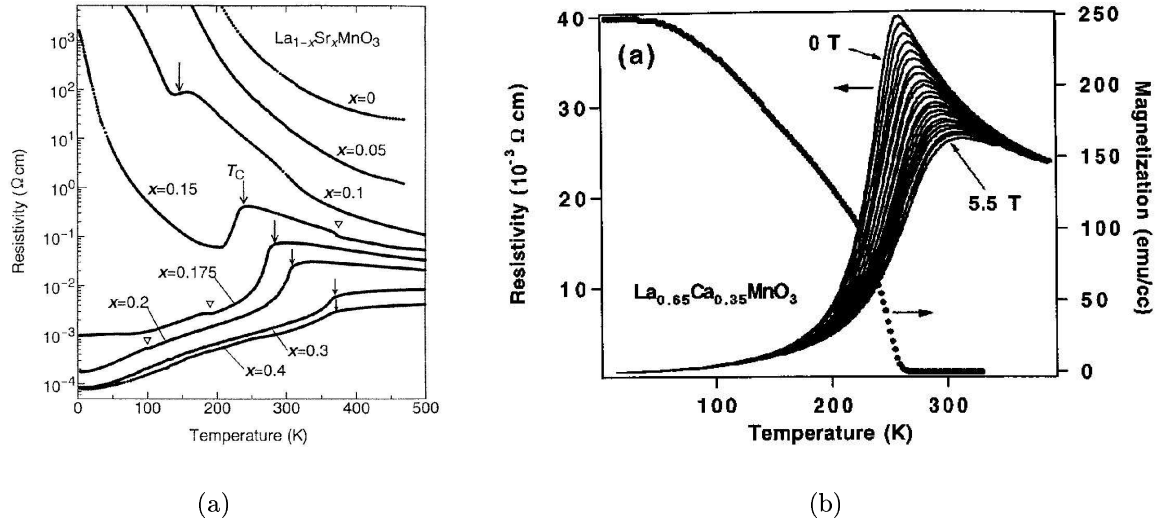 La1−xSrxMnO3
x=0
x=0.05
x=0.1
x=0.15
TC
x=0.175
x=0.2
x=0.3
x=0.4
Resistivity (Ω cm)
10³
10²
10¹
10⁰
10⁻¹
10⁻²
10⁻³
10⁻⁴
0 100 200 300 400 500
Temperature (K)
(a)
(a)
0 T
5.5 T
La0.65Ca0.35MnO3
Resistivity (10⁻³ Ω cm)
40
30
20
10
Magnetization (emu/cc)
250
200
150
100
50
0
100 200 300
Temperature (K)
(b)